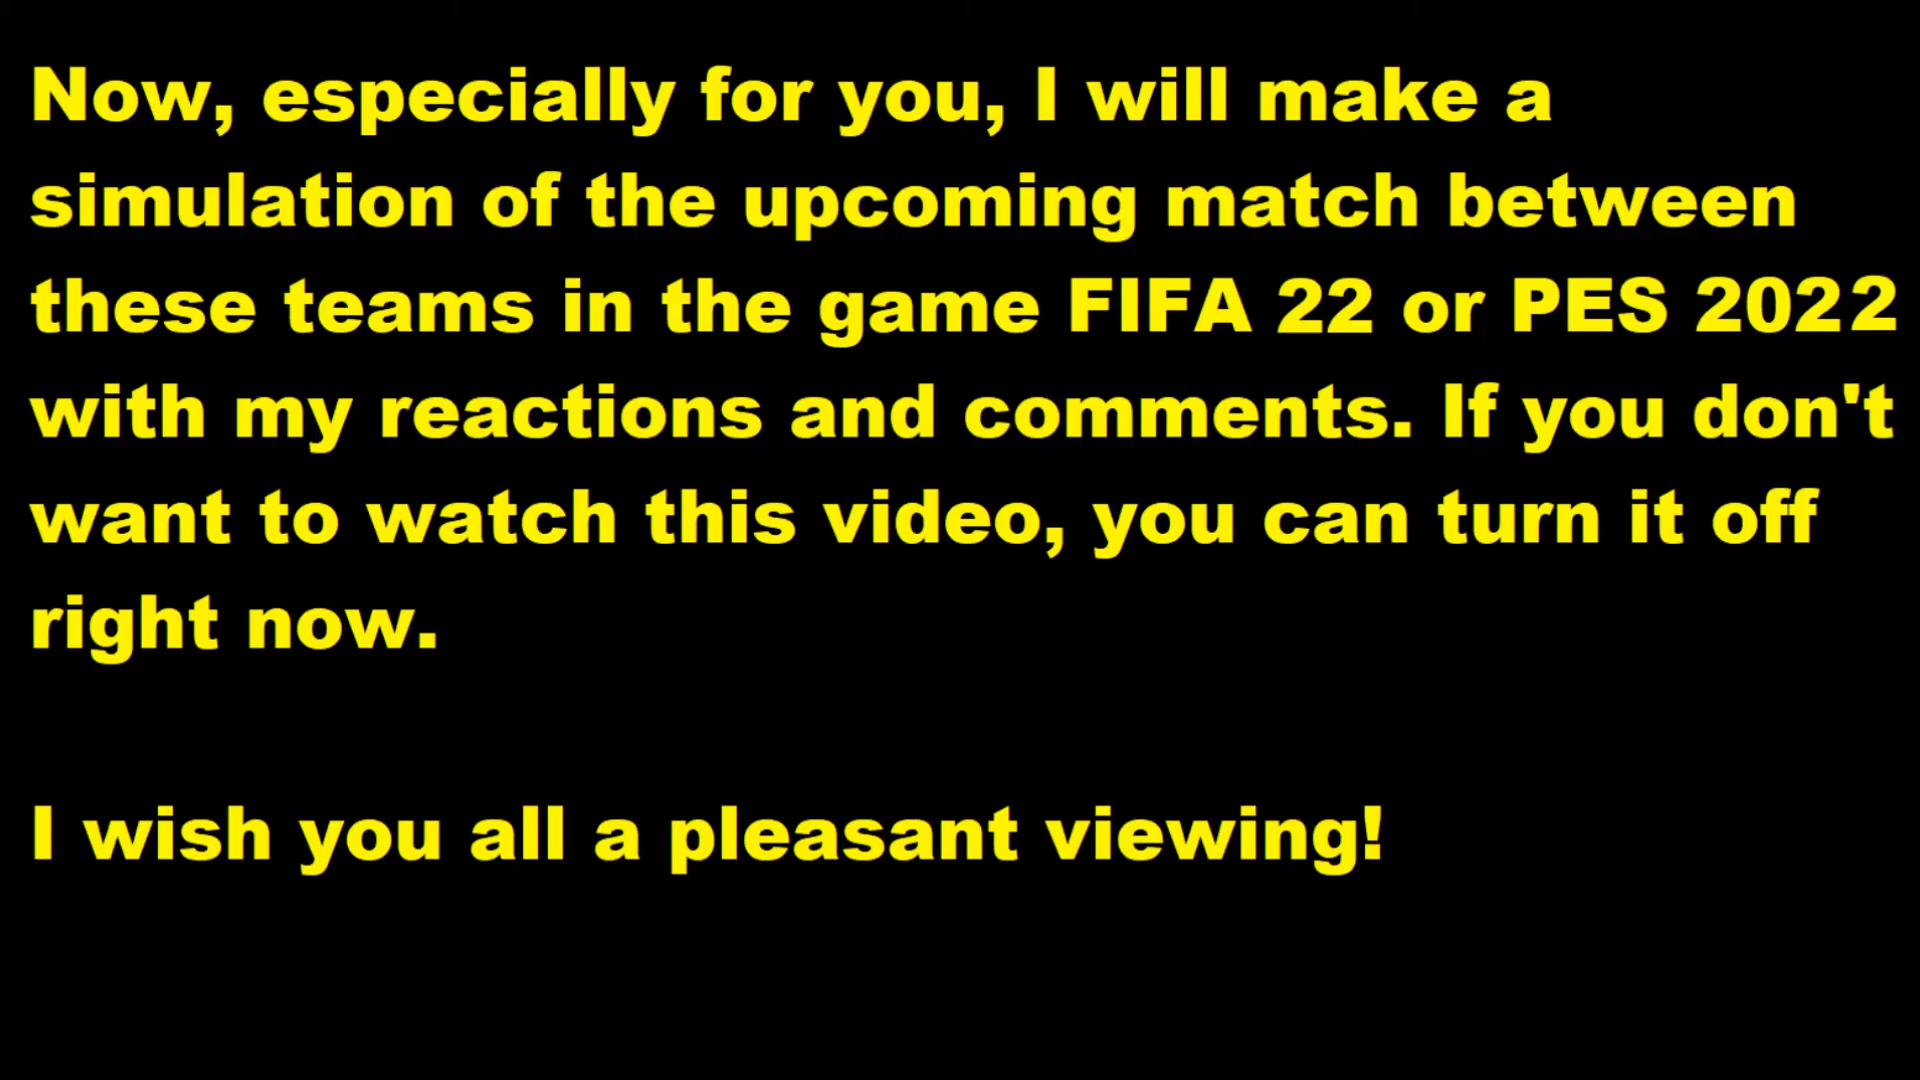 Now, especially for you, I will make a
simulation of the upcoming match between
these teams in the game FIFA 22 or PES 2022
with my reactions and comments. If you don't
want to watch this video, you can turn it off
right now.
I wish you all a pleasant viewing!